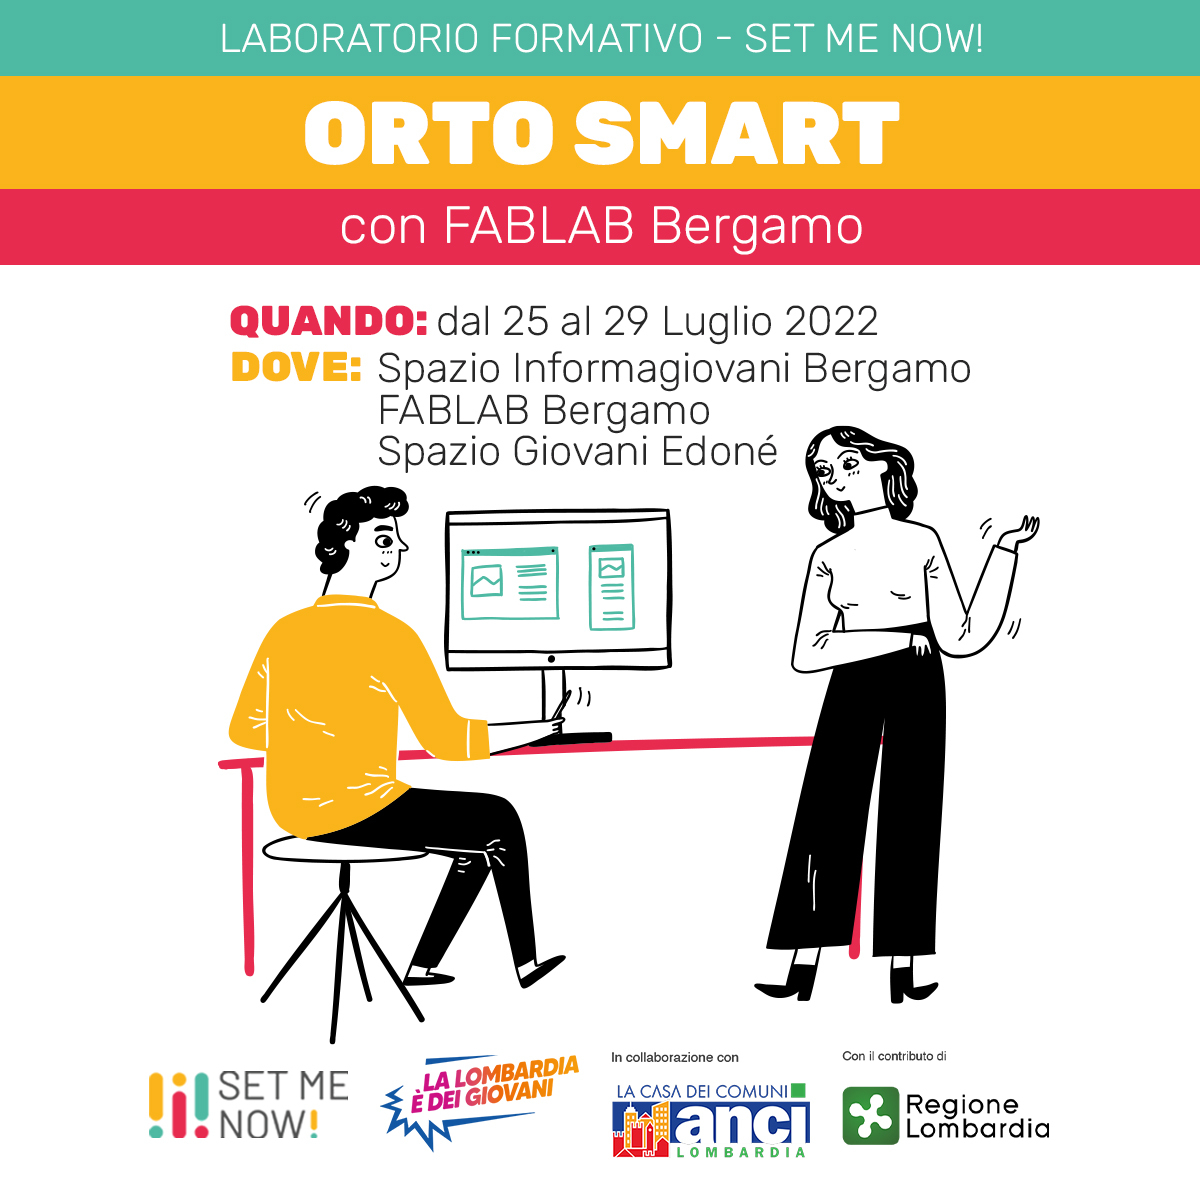 LABORATORIO FORMATIVO - SET ME NOW!
ORTO SMART
con FABLAB Bergamo
QUANDO: dal 25 al 29 Luglio 2022
DOVE: Spazio Informagiovani Bergamo
FABLAB Bergamo
Spazio Giovani Edoné
SET ME
NOW!
LA LOMBARDIA
È DEI GIOVANI
In collaborazione con
LA CASA DEI COMUNI
anci
LOMBARDIA
Con il contributo di
Regione
Lombardia